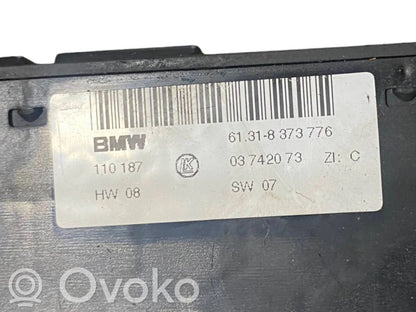 BMW 61.31-8 373 776
110 187 K 03 7420 73 ZI: C
HW 08 SW 07
OVOKO